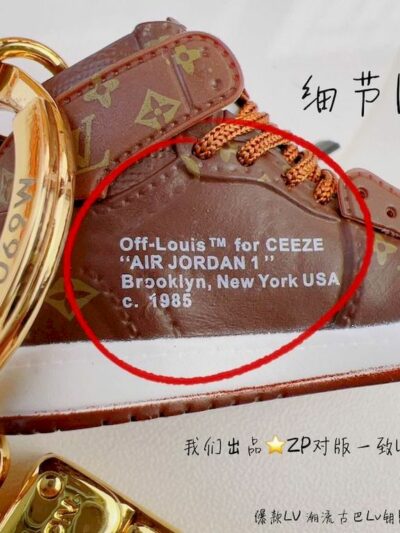 细节
Off-Louis™ for CEEZE
"AIR JORDAN 1"
Brooklyn, New York USA
c. 1985
M690
我们出品⭐ZP对版一致
爆款LV 潮流古巴LV钥